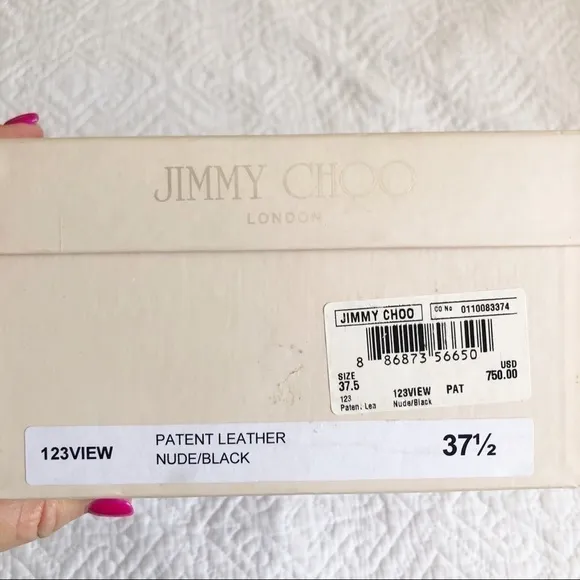 JIMMY CHOO
LONDON
JIMMY CHOO
CO No 0110083374
8 86873 56650
SIZE
37.5
123VIEW PAT
USD
750.00
123
Patent Lea Nude/Black
123VIEW
PATENT LEATHER
NUDE/BLACK
37½